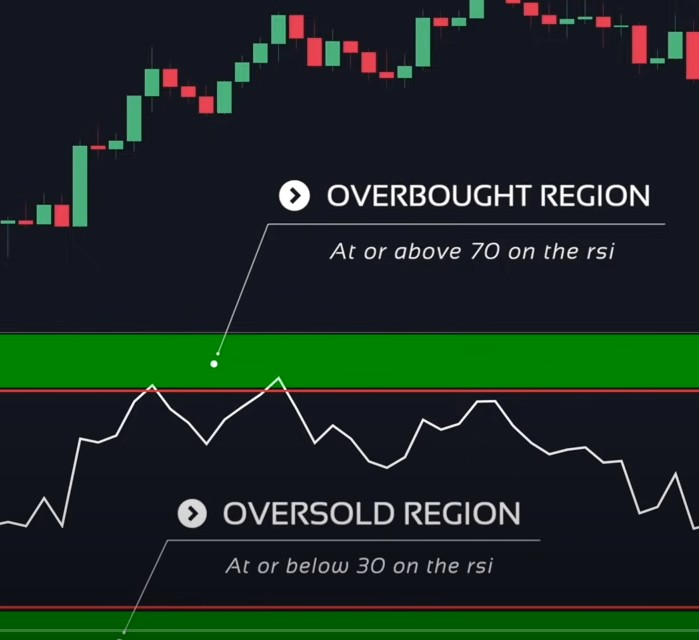 OVERBOUGHT REGION
At or above 70 on the rsi
OVERSOLD REGION
At or below 30 on the rsi